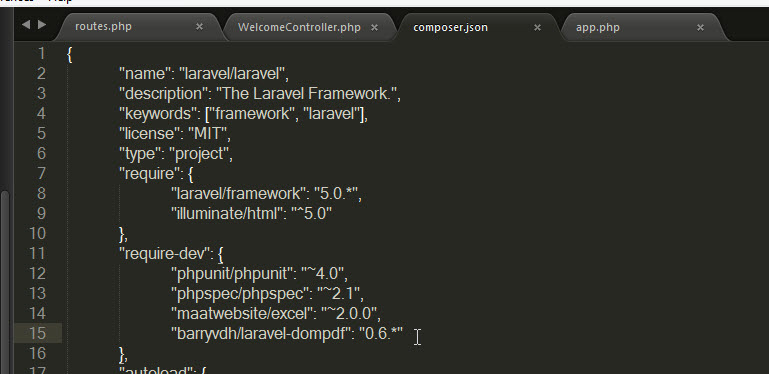 Help
routes.php × WelcomeController.php × composer.json × app.php ×
1 {
2 "name": "laravel/laravel",
3 "description": "The Laravel Framework.",
4 "keywords": ["framework", "laravel"],
5 "license": "MIT",
6 "type": "project",
7 "require": {
8 "laravel/framework": "5.0.*",
9 "illuminate/html": "^5.0"
10 },
11 "require-dev": {
12 "phpunit/phpunit": "~4.0",
13 "phpspec/phpspec": "~2.1",
14 "maatwebsite/excel": "~2.0.0",
15 "barryvdh/laravel-dompdf": "0.6.*"
16 },
17 "autoload": {